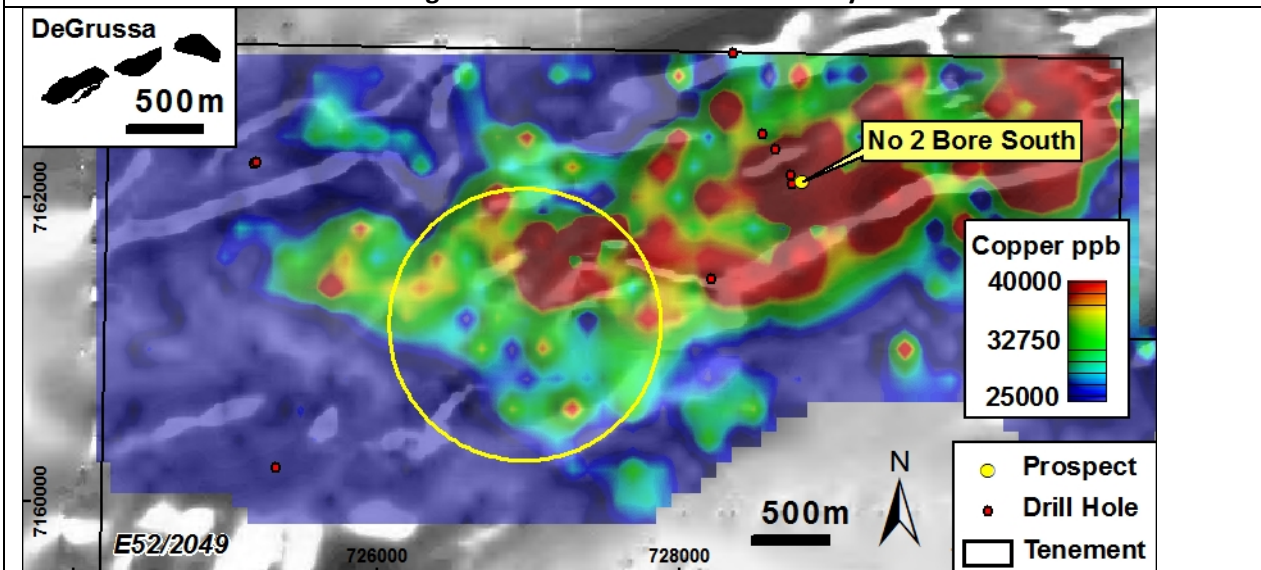 DeGrussa
500m
No 2 Bore South
7162000
Copper ppb
40000
32750
25000
7160000
E52/2049
726000
728000
500m
N
Prospect
Drill Hole
Tenement